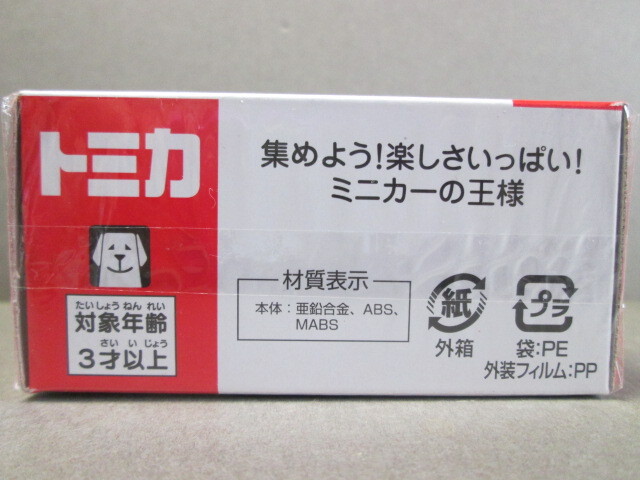 トミカ
集めよう!楽しさいっぱい!
ミニカーの王様
たいしょう ねん れい
対象年齢
さい い じょう
3才以上
材質表示
本体:亜鉛合金、ABS、
MABS
紙
外箱
プラ
袋:PE
外装フィルム:PP